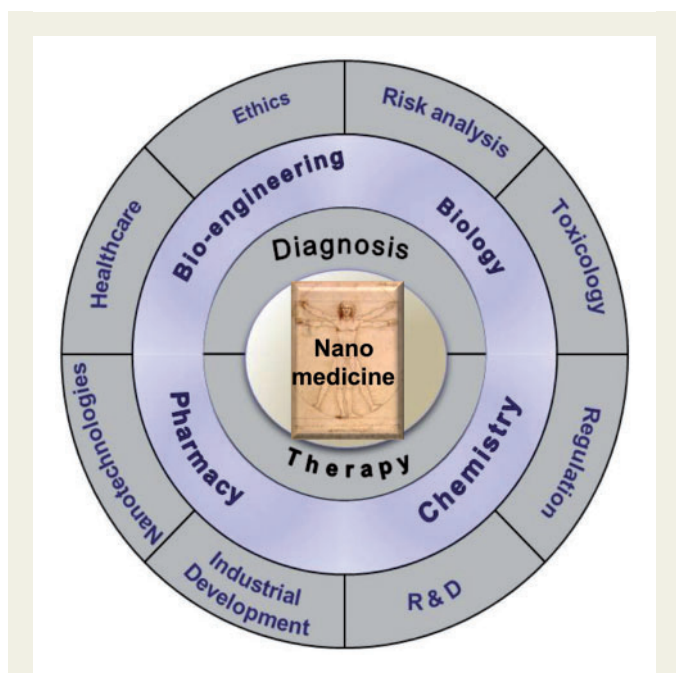 Ethics
Risk analysis
Healthcare
Toxicology
Bio-engineering
Biology
Diagnosis
Nano
medicine
Therapy
Pharmacy
Chemistry
Nanotechnologies
Regulation
Industrial
Development
R & D